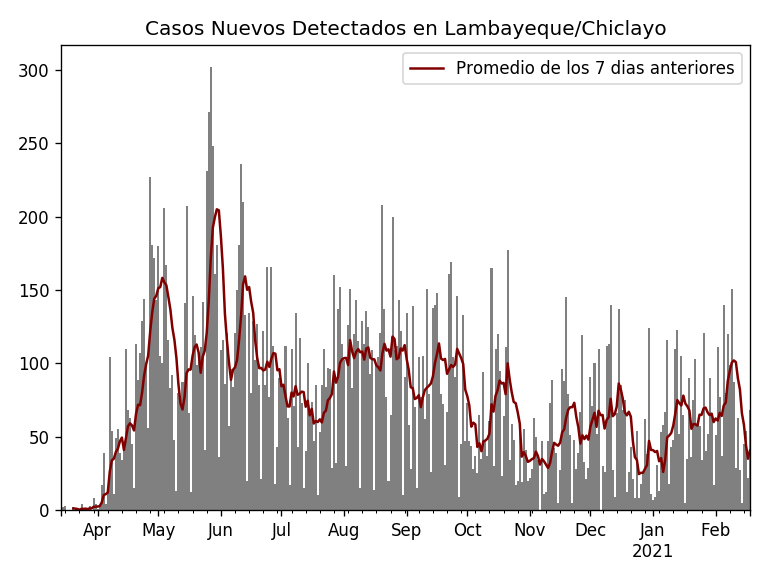 Casos Nuevos Detectados en Lambayeque/Chiclayo
Promedio de los 7 dias anteriores
300
250
200
150
100
50
0
Apr May Jun Jul Aug Sep Oct Nov Dec Jan Feb
2021